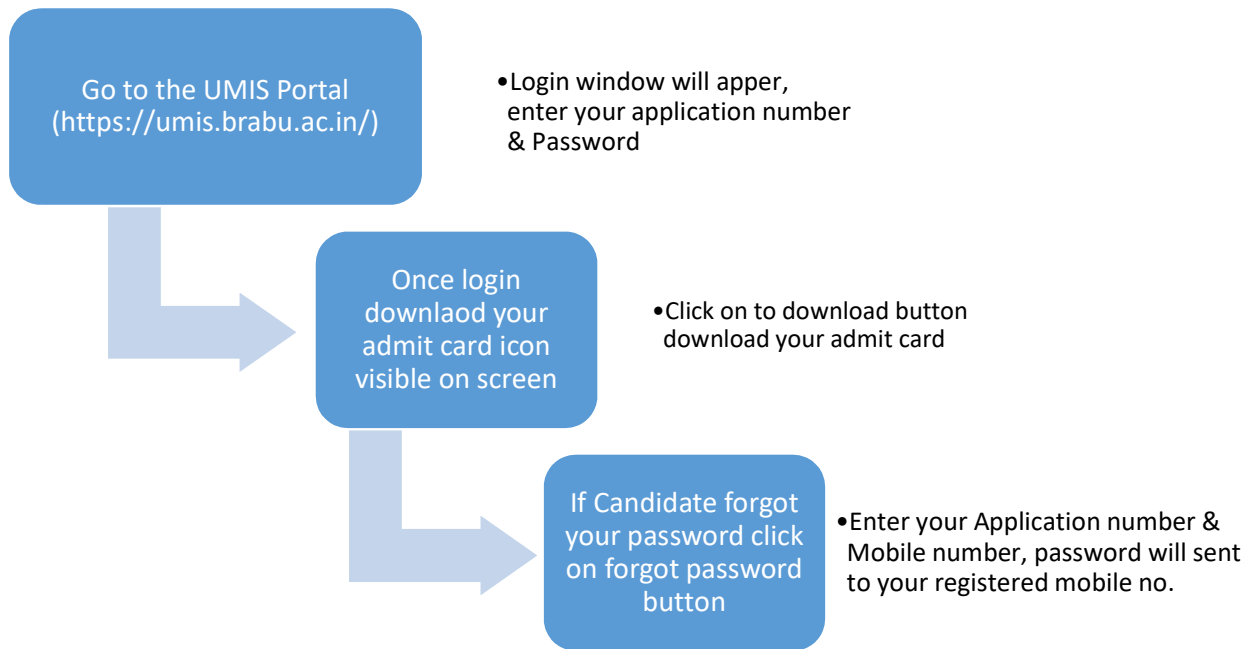 Go to the UMIS Portal
(https://umis.brabu.ac.in/)
•Login window will apper,
enter your application number
& Password
Once login
downlaod your
admit card icon
visible on screen
•Click on to download button
download your admit card
If Candidate forgot
your password click
on forgot password
button
•Enter your Application number &
Mobile number, password will sent
to your registered mobile no.